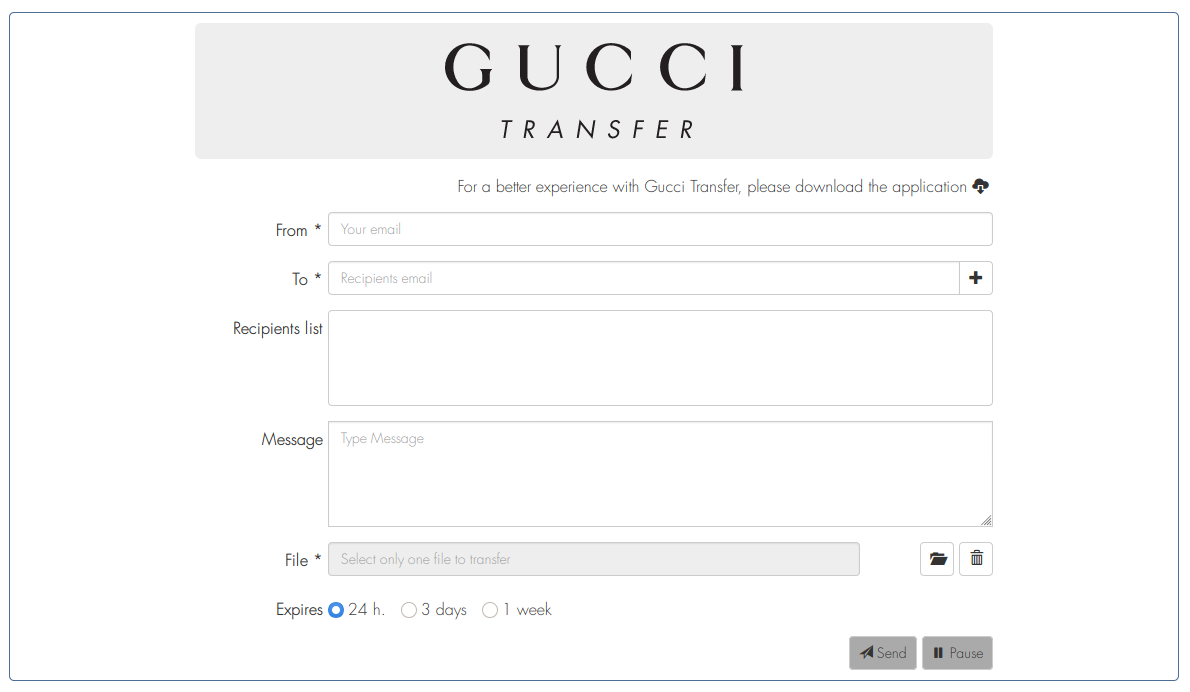 GUCCI
TRANSFER
For a better experience with Gucci Transfer, please download the application
From *
Your email
To *
Recipients email
Recipients list
Message
Type Message
File *
Select only one file to transfer
Expires 24 h. 3 days 1 week
Send Pause